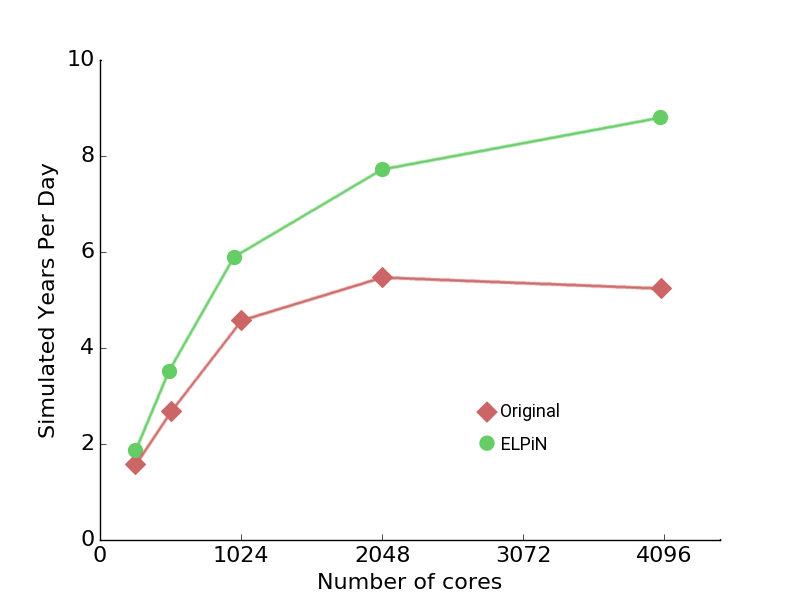 10
8
6
4
2
0
Simulated Years Per Day
Original
ELPiN
0 1024 2048 3072 4096
Number of cores